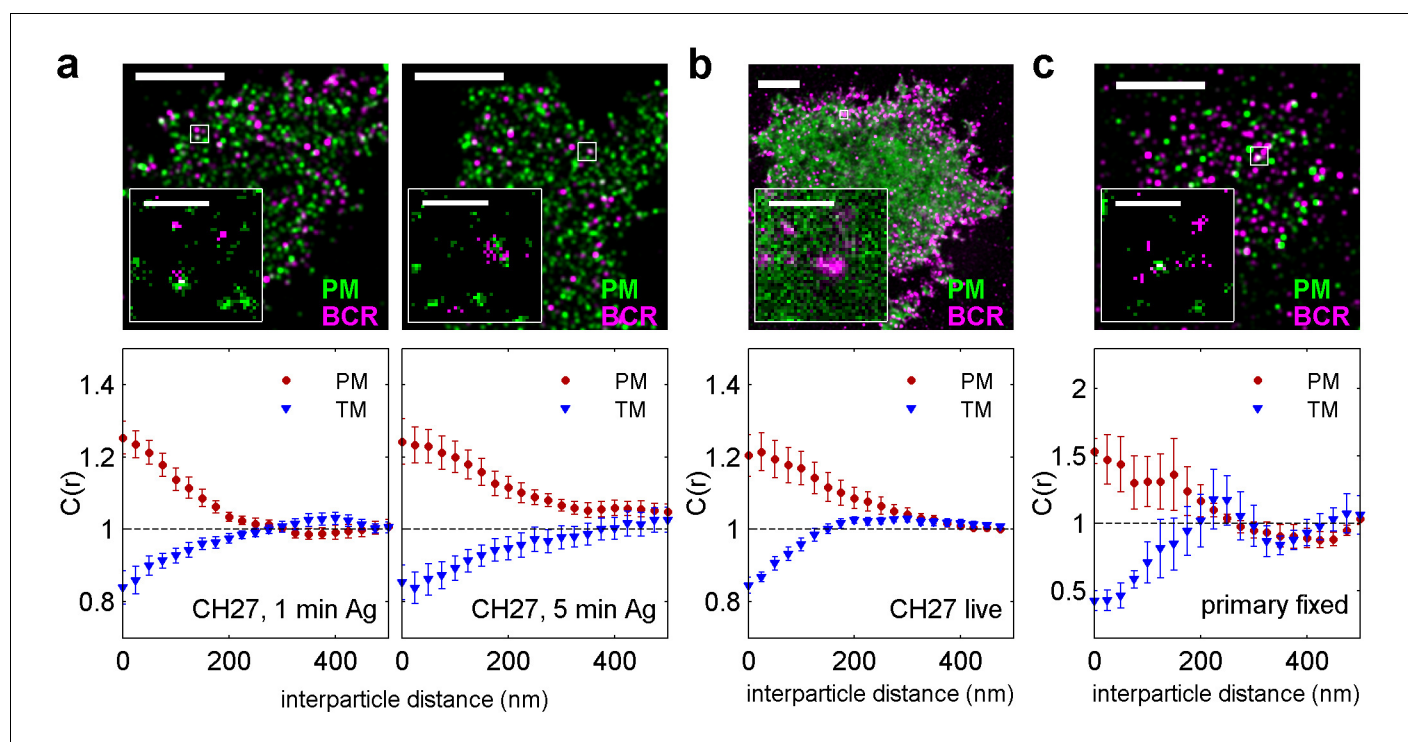 a
b
c
PM
BCR
PM
BCR
PM
BCR
PM
BCR
1.4
1.2
1
0.8
C(r)
PM
TM
CH27, 1 min Ag
PM
TM
CH27, 5 min Ag
0
200
400
0
200
400
interparticle distance (nm)
1.4
1.2
1
0.8
C(r)
PM
TM
CH27 live
0
200
400
interparticle distance (nm)
2
1.5
1
0.5
C(r)
PM
TM
primary fixed
0
200
400
interparticle distance (nm)